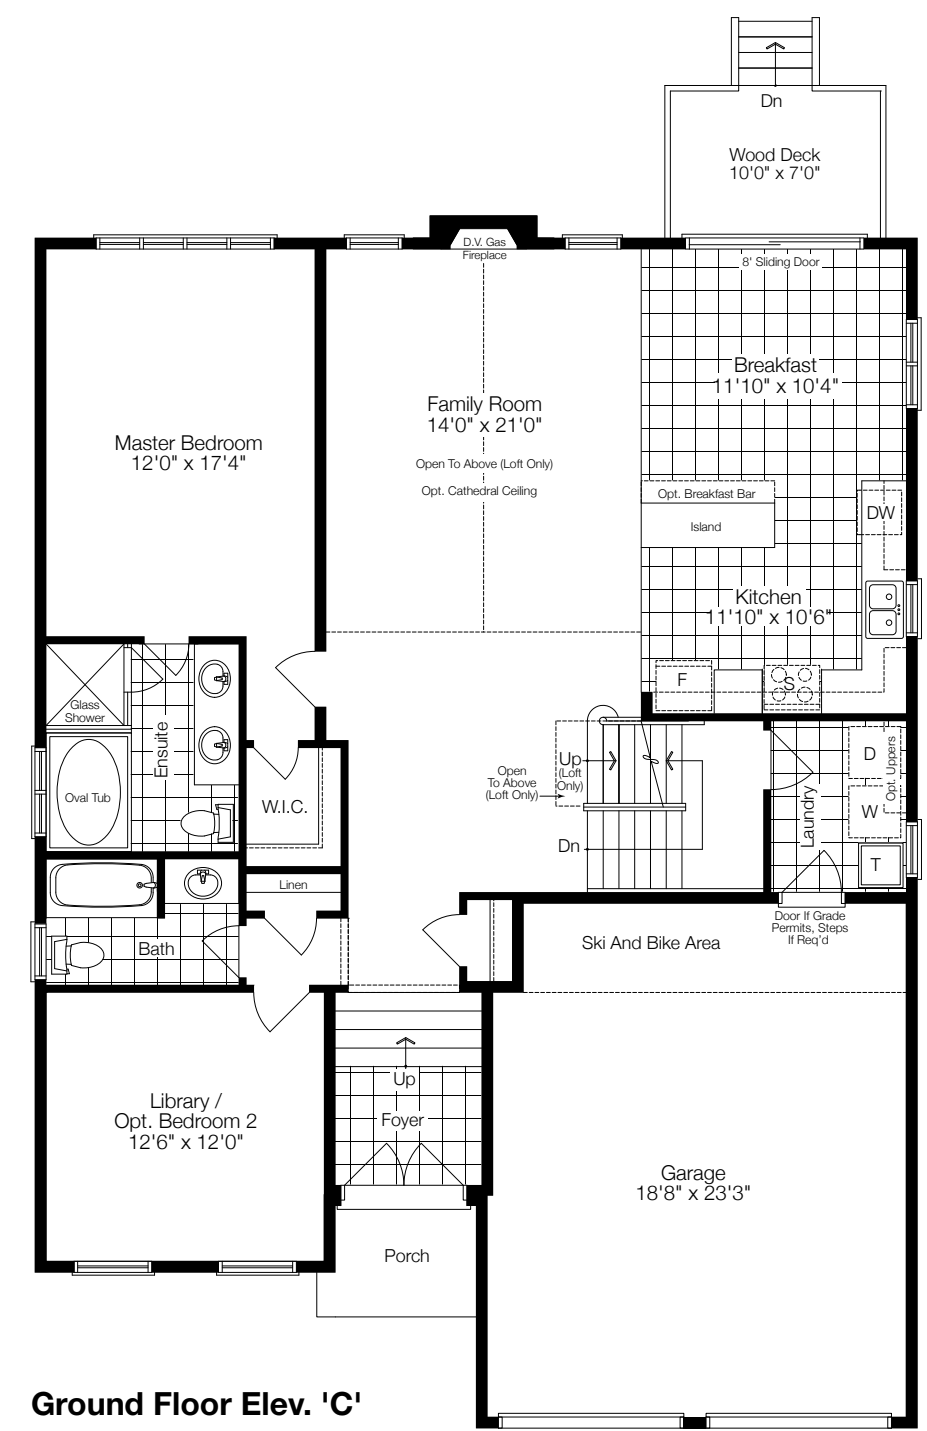 Dn
Wood Deck
10'0" x 7'0"
D.V. Gas
Fireplace
8' Sliding Door
Breakfast
11'10" x 10'4"
Family Room
14'0" x 21'0"
Open To Above (Loft Only)
Opt. Cathedral Ceiling
Master Bedroom
12'0" x 17'4"
Opt. Breakfast Bar
Island
DW
Kitchen
11'10" x 10'6"
F
S
Glass
Shower
Ensuite
Oval Tub
W.I.C.
Up
(Loft
Only)
Open
To Above
(Loft Only)
Dn
Laundry
D
Opt. Uppers
W
T
Linen
Bath
Door If Grade
Permits, Steps
If Req'd
Ski And Bike Area
Up
Foyer
Library /
Opt. Bedroom 2
12'6" x 12'0"
Garage
18'8" x 23'3"
Porch
Ground Floor Elev. 'C'